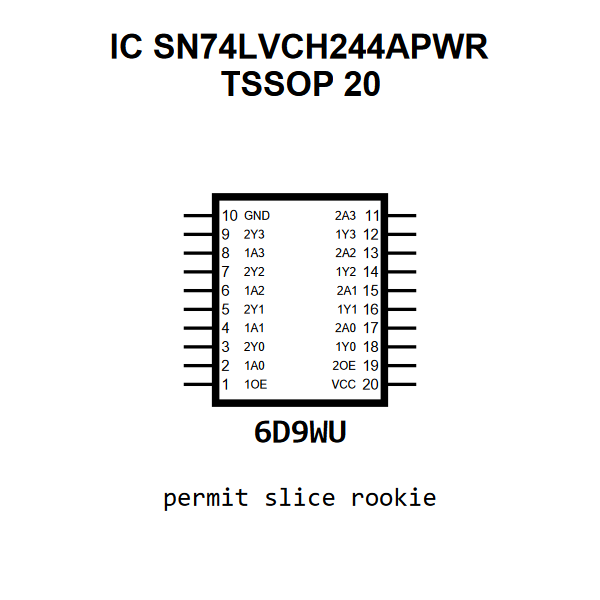 IC SN74LVCH244APWR
TSSOP 20
10 GND 2A3 11
9 2Y3 1Y3 12
8 1A3 2A2 13
7 2Y2 1Y2 14
6 1A2 2A1 15
5 2Y1 1Y1 16
4 1A1 2A0 17
3 2Y0 1Y0 18
2 1A0 2OE 19
1 1OE VCC 20
6D9WU
permit slice rookie